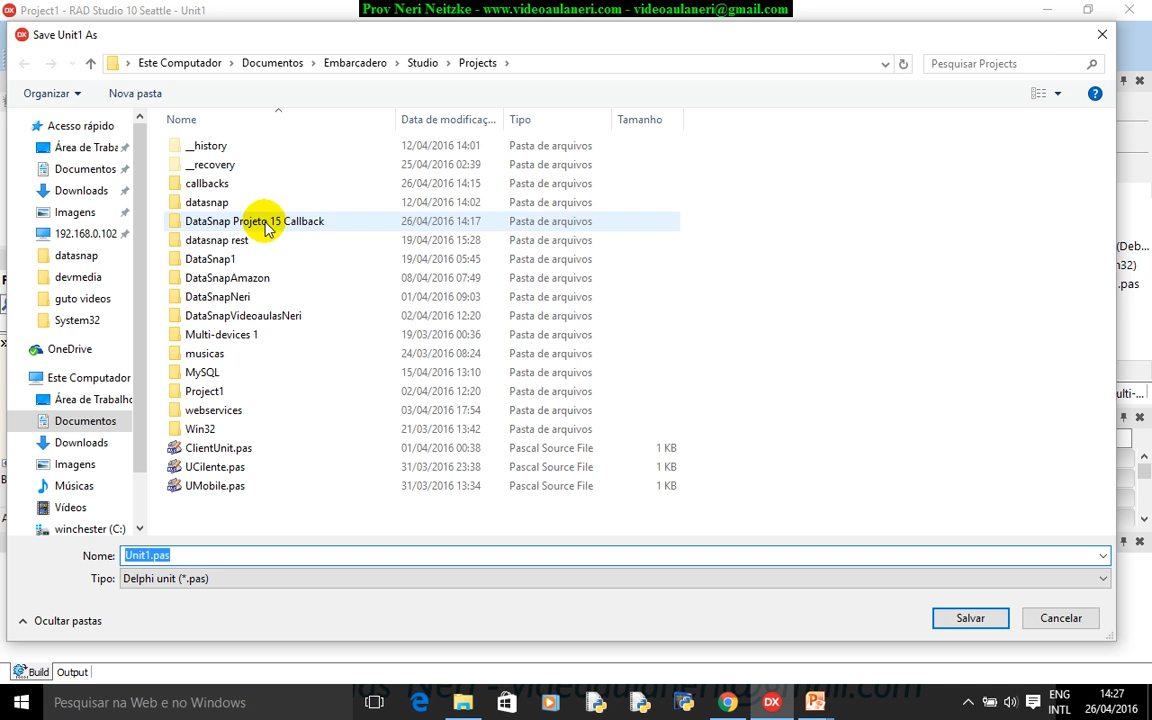 Project1 - RAD Studio 10 Seattle - Unit1
Prov Neri Neitzke - www.videoaulaneri.com - videoaulaneri@gmail.com
Save Unit1 As
Este Computador > Documentos > Embarcadero > Studio > Projects >
Pesquisar Projects
Organizar
Nova pasta
Nome Data de modificaç... Tipo Tamanho
Acesso rápido
Área de Traba
Documentos
Downloads
Imagens
192.168.0.102
datasnap
devmedia
guto videos
System32
OneDrive
Este Computador
Área de Trabalho
Documentos
Downloads
Imagens
Músicas
Vídeos
winchester (C:)
__history 12/04/2016 14:01 Pasta de arquivos
__recovery 25/04/2016 02:39 Pasta de arquivos
callbacks 26/04/2016 14:15 Pasta de arquivos
datasnap 12/04/2016 14:02 Pasta de arquivos
DataSnap Projeto 15 Callback 26/04/2016 14:17 Pasta de arquivos
datasnap rest 19/04/2016 15:28 Pasta de arquivos
DataSnap1 19/04/2016 05:45 Pasta de arquivos
DataSnapAmazon 08/04/2016 07:49 Pasta de arquivos
DataSnapNeri 01/04/2016 09:03 Pasta de arquivos
DataSnapVideoaulasNeri 02/04/2016 12:20 Pasta de arquivos
Multi-devices 1 19/03/2016 00:36 Pasta de arquivos
musicas 24/03/2016 08:24 Pasta de arquivos
MySQL 15/04/2016 13:10 Pasta de arquivos
Project1 02/04/2016 12:20 Pasta de arquivos
webservices 03/04/2016 17:54 Pasta de arquivos
Win32 21/03/2016 13:42 Pasta de arquivos
ClientUnit.pas 01/04/2016 00:38 Pascal Source File 1 KB
UCilente.pas 31/03/2016 23:38 Pascal Source File 1 KB
UMobile.pas 31/03/2016 13:34 Pascal Source File 1 KB
(Deb...
n32)
.pas
ulti-...
Nome: Unit1.pas
Tipo: Delphi unit (*.pas)
Ocultar pastas
Salvar
Cancelar
Build Output
as Neri - videoaulaneri@gmail.com
Pesquisar na Web e no Windows
ENG
INTL
14:27
26/04/2016